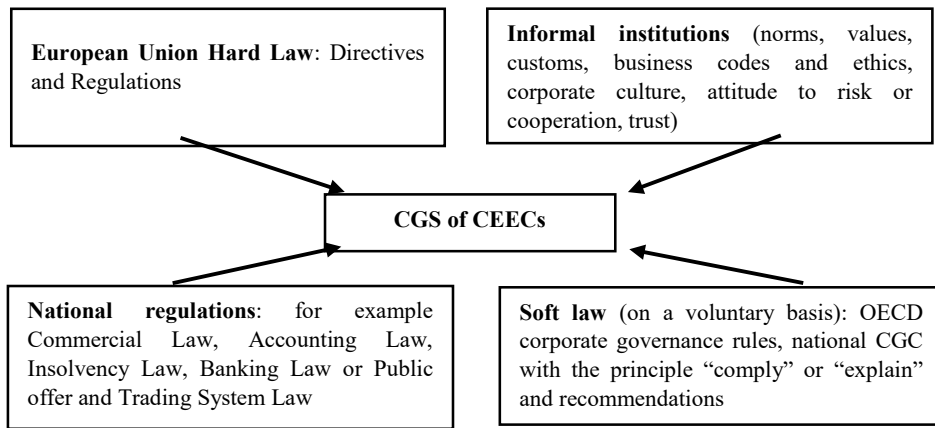 European Union Hard Law: Directives
and Regulations
Informal institutions (norms, values,
customs, business codes and ethics,
corporate culture, attitude to risk or
cooperation, trust)
CGS of CEECs
National regulations: for example
Commercial Law, Accounting Law,
Insolvency Law, Banking Law or Public
offer and Trading System Law
Soft law (on a voluntary basis): OECD
corporate governance rules, national CGC
with the principle “comply” or “explain”
and recommendations